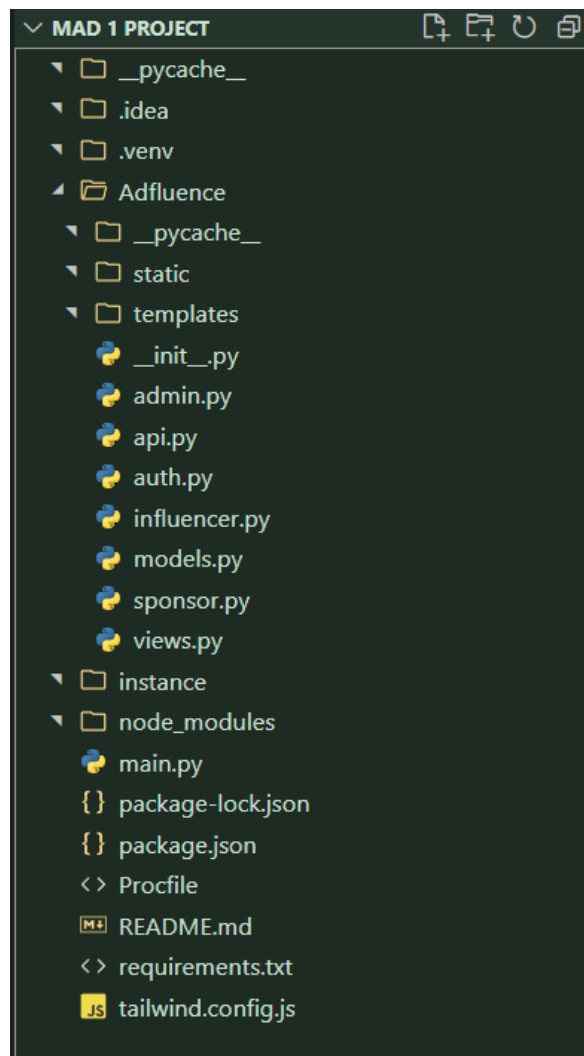 MAD 1 PROJECT
__pycache__
.idea
.venv
Adfluence
__pycache__
static
templates
__init__.py
admin.py
api.py
auth.py
influencer.py
models.py
sponsor.py
views.py
instance
node_modules
main.py
{} package-lock.json
{} package.json
<> Procfile
M↓ README.md
<> requirements.txt
JS tailwind.config.js